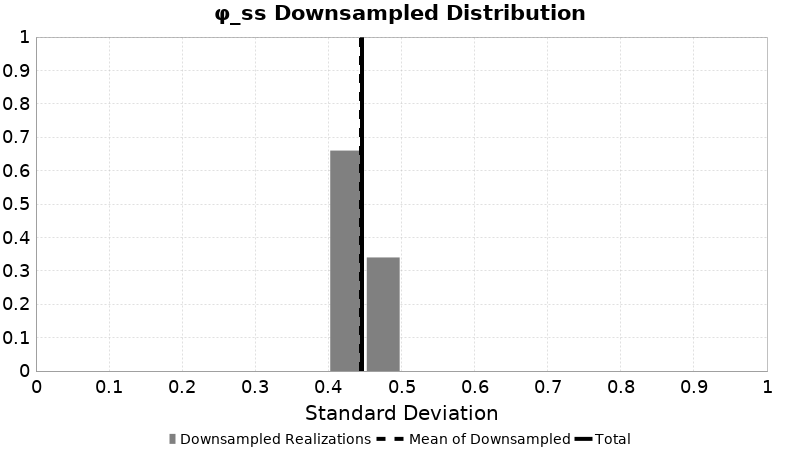 φ_ss Downsampled Distribution
1
0.9
0.8
0.7
0.6
0.5
0.4
0.3
0.2
0.1
0
0 0.1 0.2 0.3 0.4 0.5 0.6 0.7 0.8 0.9 1
Standard Deviation
Downsampled Realizations Mean of Downsampled Total